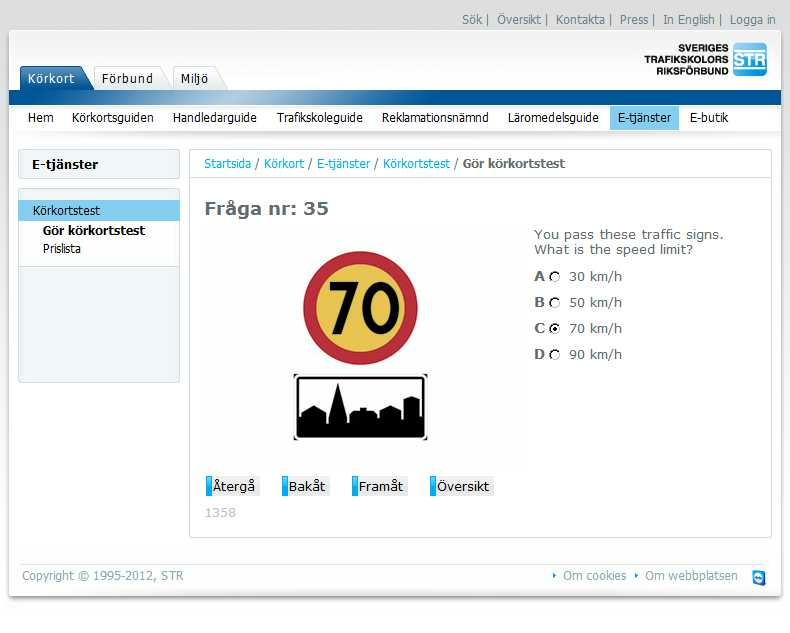 Sök | Översikt | Kontakta | Press | In English | Logga in
SVERIGES
TRAFIKSKOLORS
RIKSFÖRBUND
STR
Körkort Förbund Miljö
Hem Körkortsguiden Handledarguide Trafikskoleguide Reklamationsnämnd Läromedelsguide E-tjänster E-butik
E-tjänster
Körkortstest
Gör körkortstest
Prislista
Startsida / Körkort / E-tjänster / Körkortstest / Gör körkortstest
Fråga nr: 35
70
You pass these traffic signs.
What is the speed limit?
A 30 km/h
B 50 km/h
C 70 km/h
D 90 km/h
Återgå Bakåt Framåt Översikt
1358
Copyright © 1995-2012, STR Om cookies Om webbplatsen